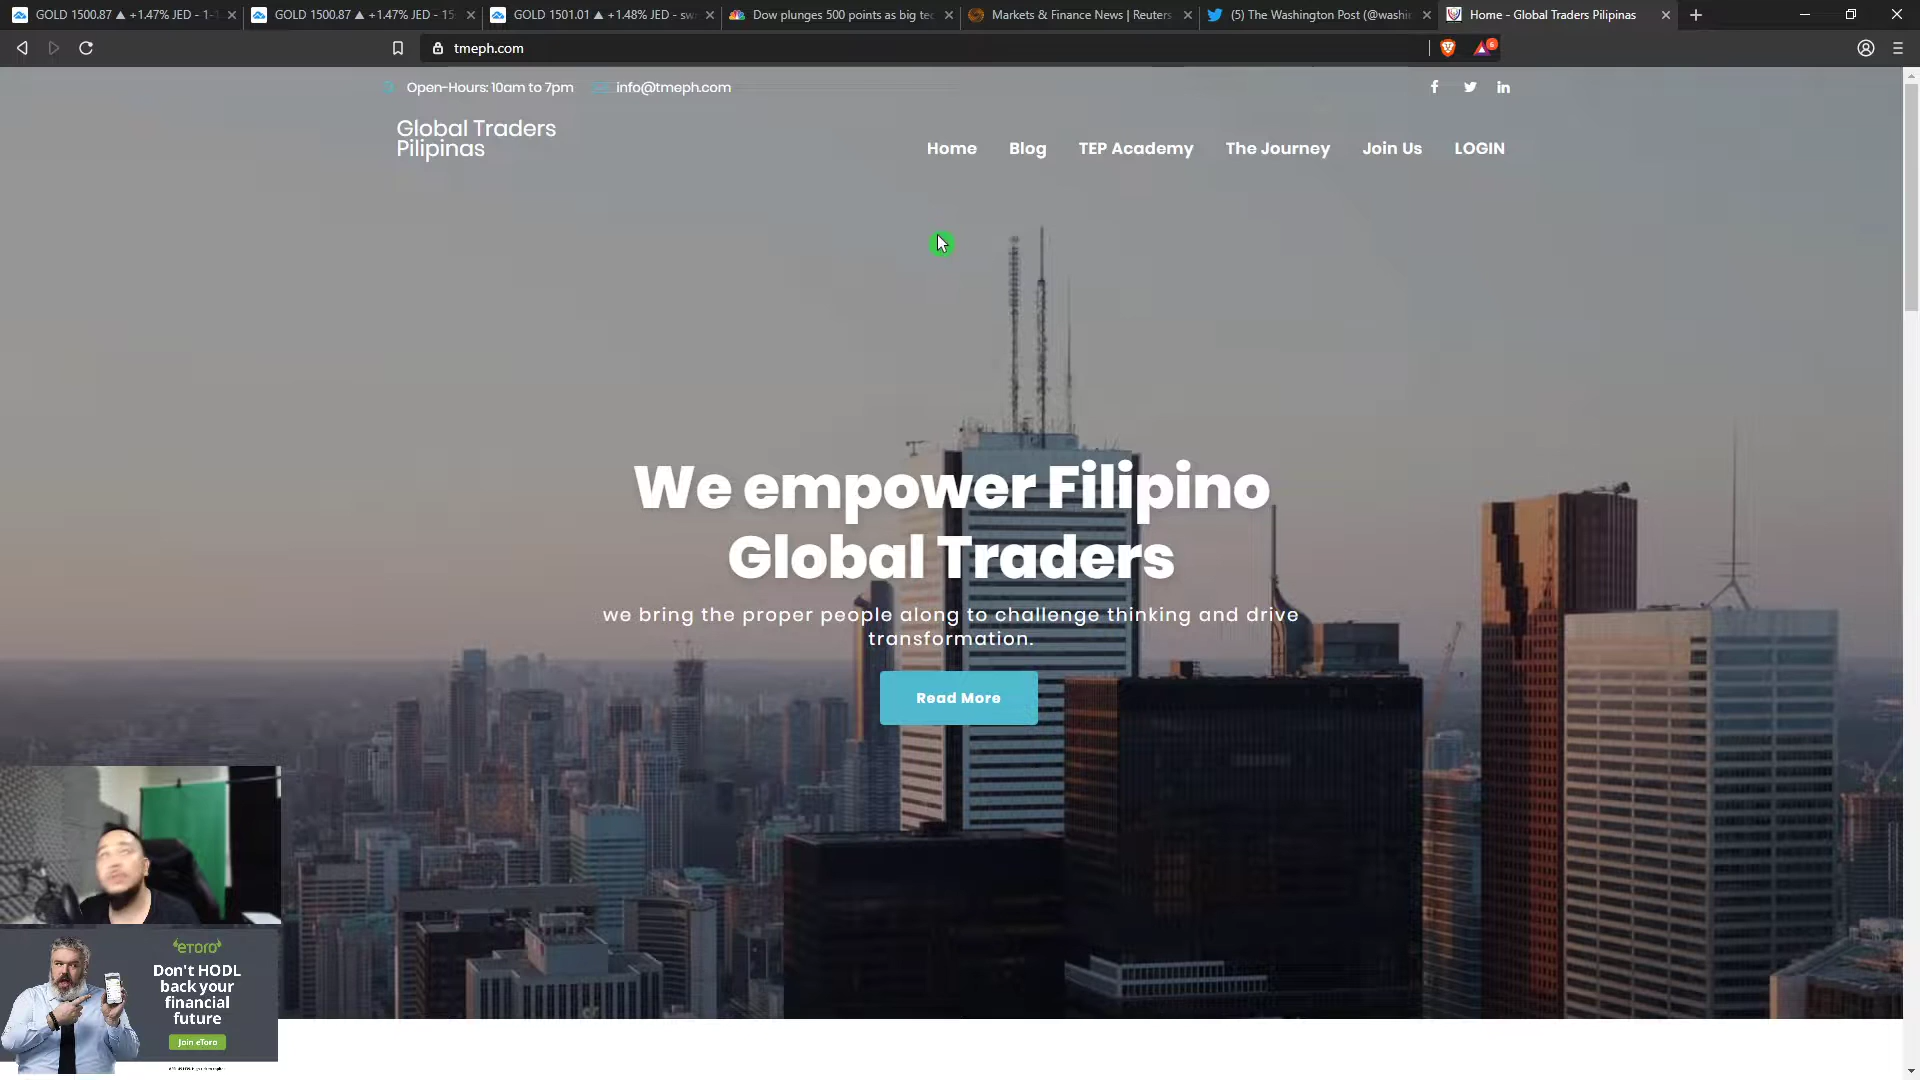 GOLD 1500.87 ▲ +1.47% JED - 1-
GOLD 1500.87 ▲ +1.47% JED - 15
GOLD 1501.01 ▲ +1.48% JED - sw
Dow plunges 500 points as big tec
Markets & Finance News | Reuters
(5) The Washington Post (@washi
Home - Global Traders Pilipinas
tmeph.com
6
Open-Hours: 10am to 7pm
info@tmeph.com
Global Traders
Pilipinas
Home
Blog
TEP Academy
The Journey
Join Us
LOGIN
We empower Filipino
Global Traders
we bring the proper people along to challenge thinking and drive
transformation.
Read More
eToro
Don't HODL
back your
financial
future
Join eToro